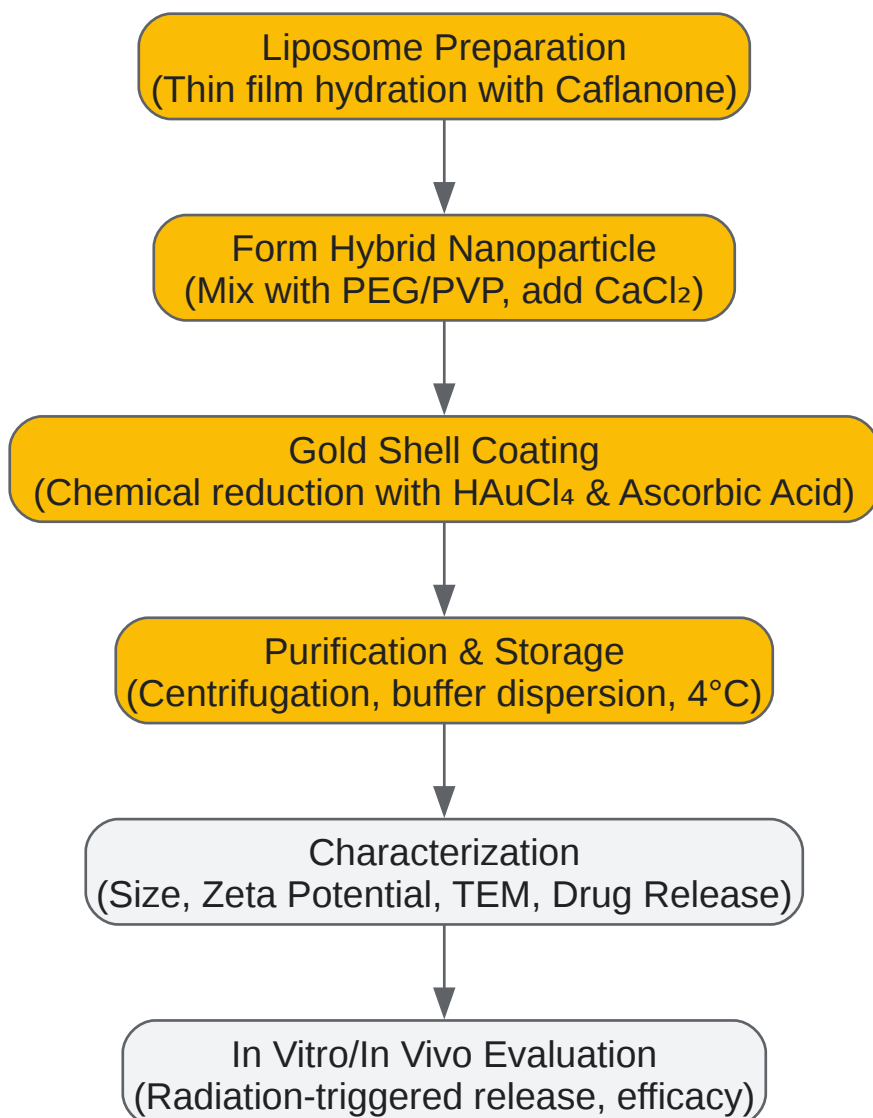 Liposome Preparation
(Thin film hydration with Caflanone)
Form Hybrid Nanoparticle
(Mix with PEG/PVP, add CaCl₂)
Gold Shell Coating
(Chemical reduction with HAuCl₄ & Ascorbic Acid)
Purification & Storage
(Centrifugation, buffer dispersion, 4°C)
Characterization
(Size, Zeta Potential, TEM, Drug Release)
In Vitro/In Vivo Evaluation
(Radiation-triggered release, efficacy)